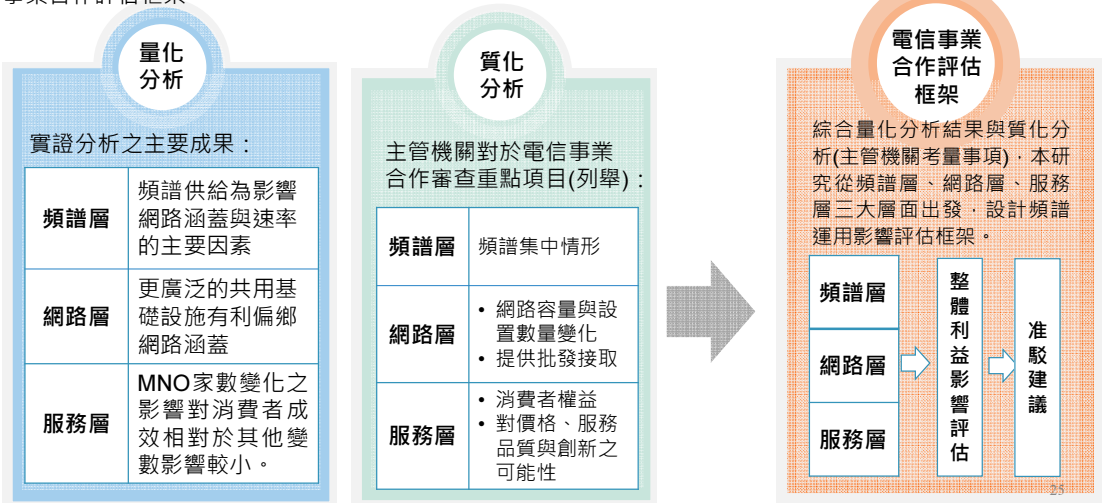 量化
分析
實證分析之主要成果：
頻譜層
頻譜供給為影響
網路涵蓋與速率
的主要因素
網路層
更廣泛的共用基
礎設施有利偏鄉
網路涵蓋
服務層
MNO家數變化之
影響對消費者成
效相對於其他變
數影響較小。
質化
分析
主管機關對於電信事業
合作審查重點項目(列舉)：
頻譜層
頻譜集中情形
網路層
• 網路容量與設
置數量變化
• 提供批發接取
服務層
• 消費者權益
• 對價格、服務
品質與創新之
可能性
電信事業
合作評估
框架
綜合量化分析結果與質化分
析(主管機關考量事項)，本研
究從頻譜層、網路層、服務
層三大層面出發，設計頻譜
運用影響評估框架。
頻譜層
網路層
服務層
整體利益影響評估
准駁建議
25